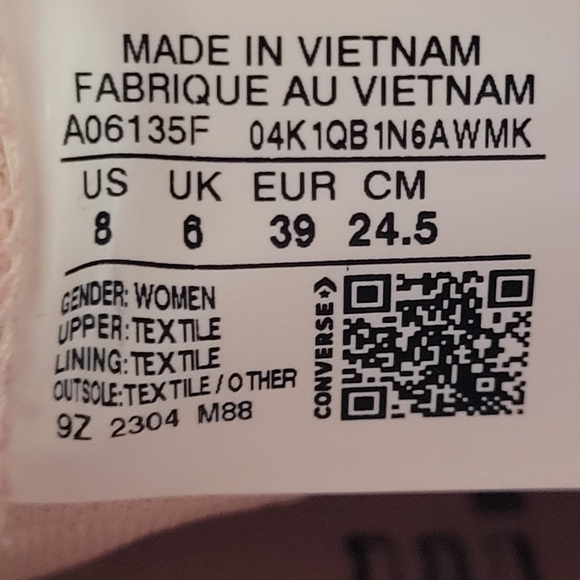 MADE IN VIETNAM
FABRIQUE AU VIETNAM
A06135F 04K1QB1N6AWMK
US UK EUR CM
8 6 39 24.5
GENDER: WOMEN
UPPER:TEXTILE
LINING:TEXTILE
OUTSOLE:TEXTILE/OTHER
9Z 2304 M88
CONVERSE